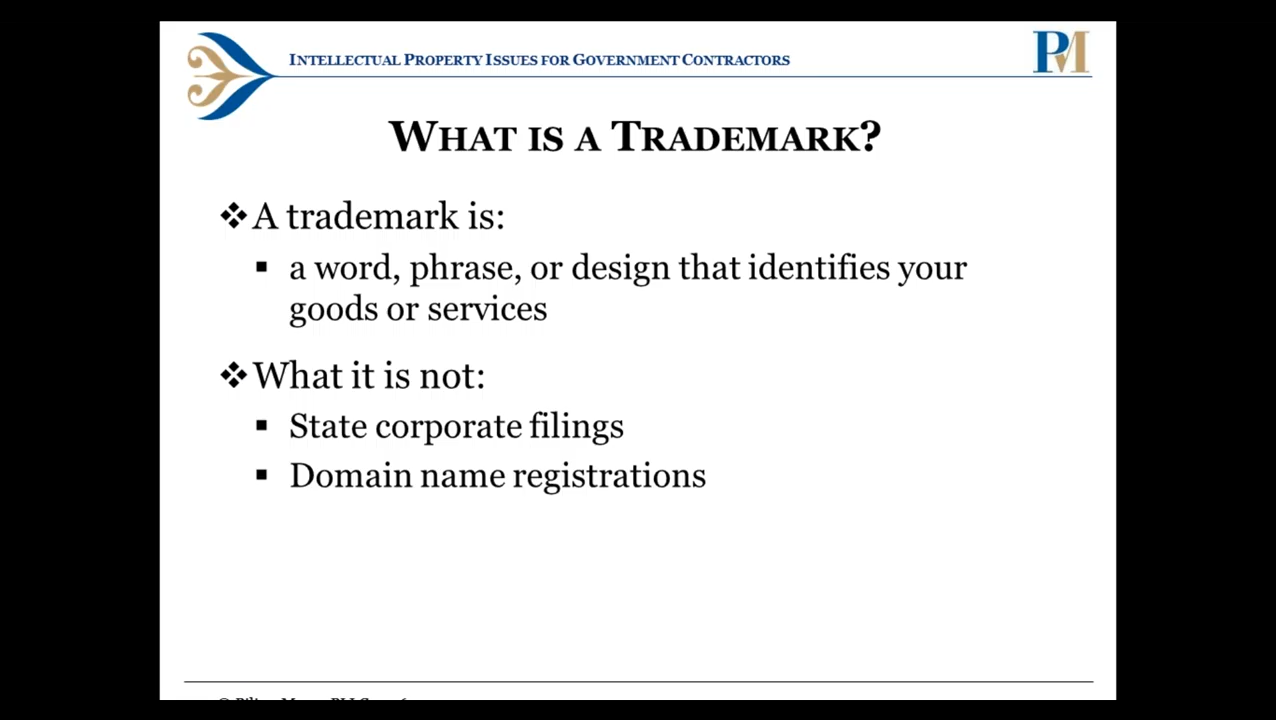 INTELLECTUAL PROPERTY ISSUES FOR GOVERNMENT CONTRACTORS
PM
WHAT IS A TRADEMARK?
❖ A trademark is:
▪ a word, phrase, or design that identifies your
goods or services
❖ What it is not:
▪ State corporate filings
▪ Domain name registrations